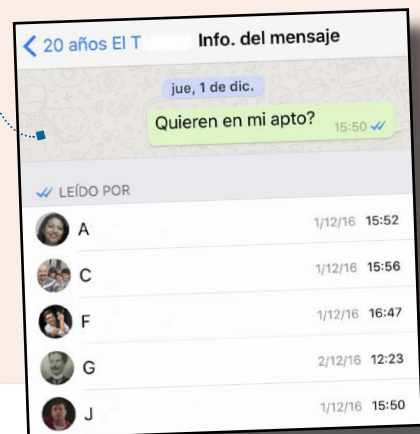 20 años El T
Info. del mensaje
jue, 1 de dic.
Quieren en mi apto?
15:50
LEÍDO POR
A 1/12/16 15:52
C 1/12/16 15:56
F 1/12/16 16:47
G 2/12/16 12:23
J 1/12/16 15:50